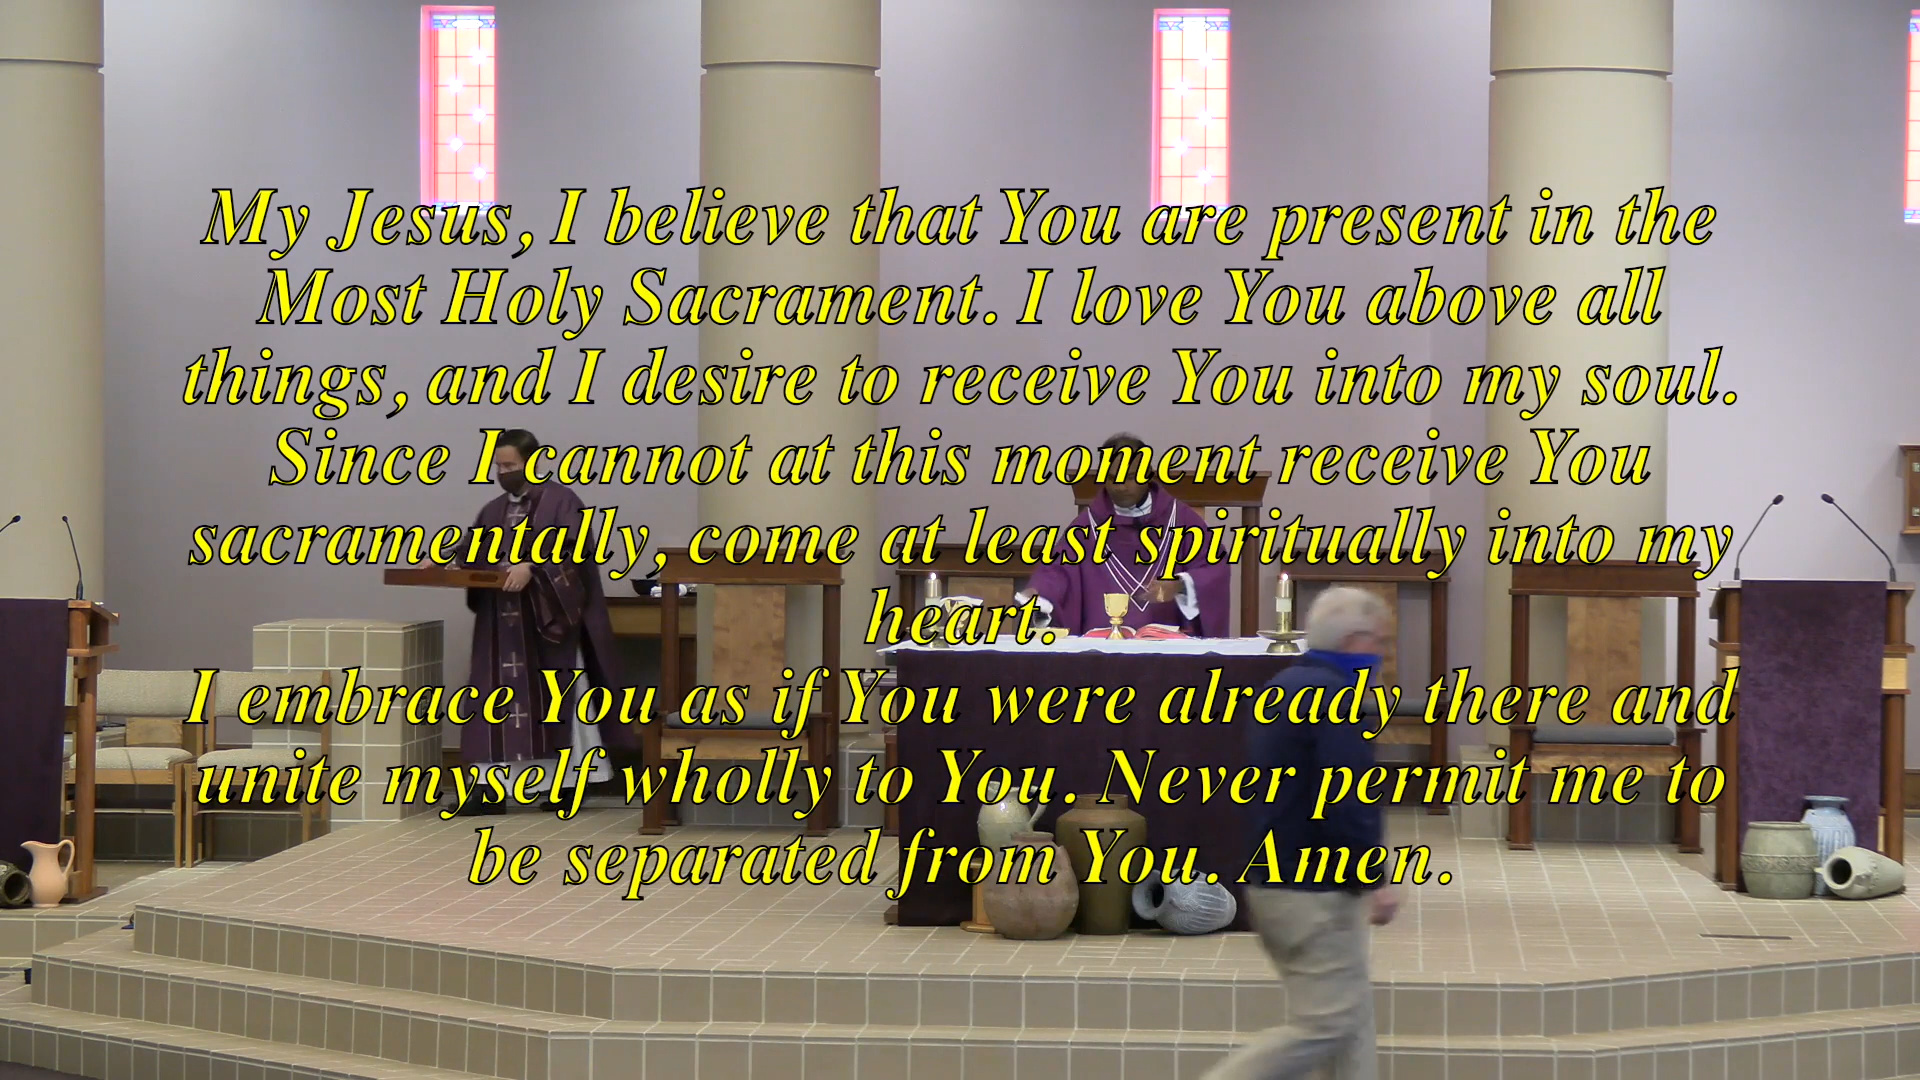 My Jesus, I believe that You are present in the
Most Holy Sacrament. I love You above all
things, and I desire to receive You into my soul.
Since I cannot at this moment receive You
sacramentally, come at least spiritually into my
heart.
I embrace You as if You were already there and
unite myself wholly to You. Never permit me to
be separated from You. Amen.